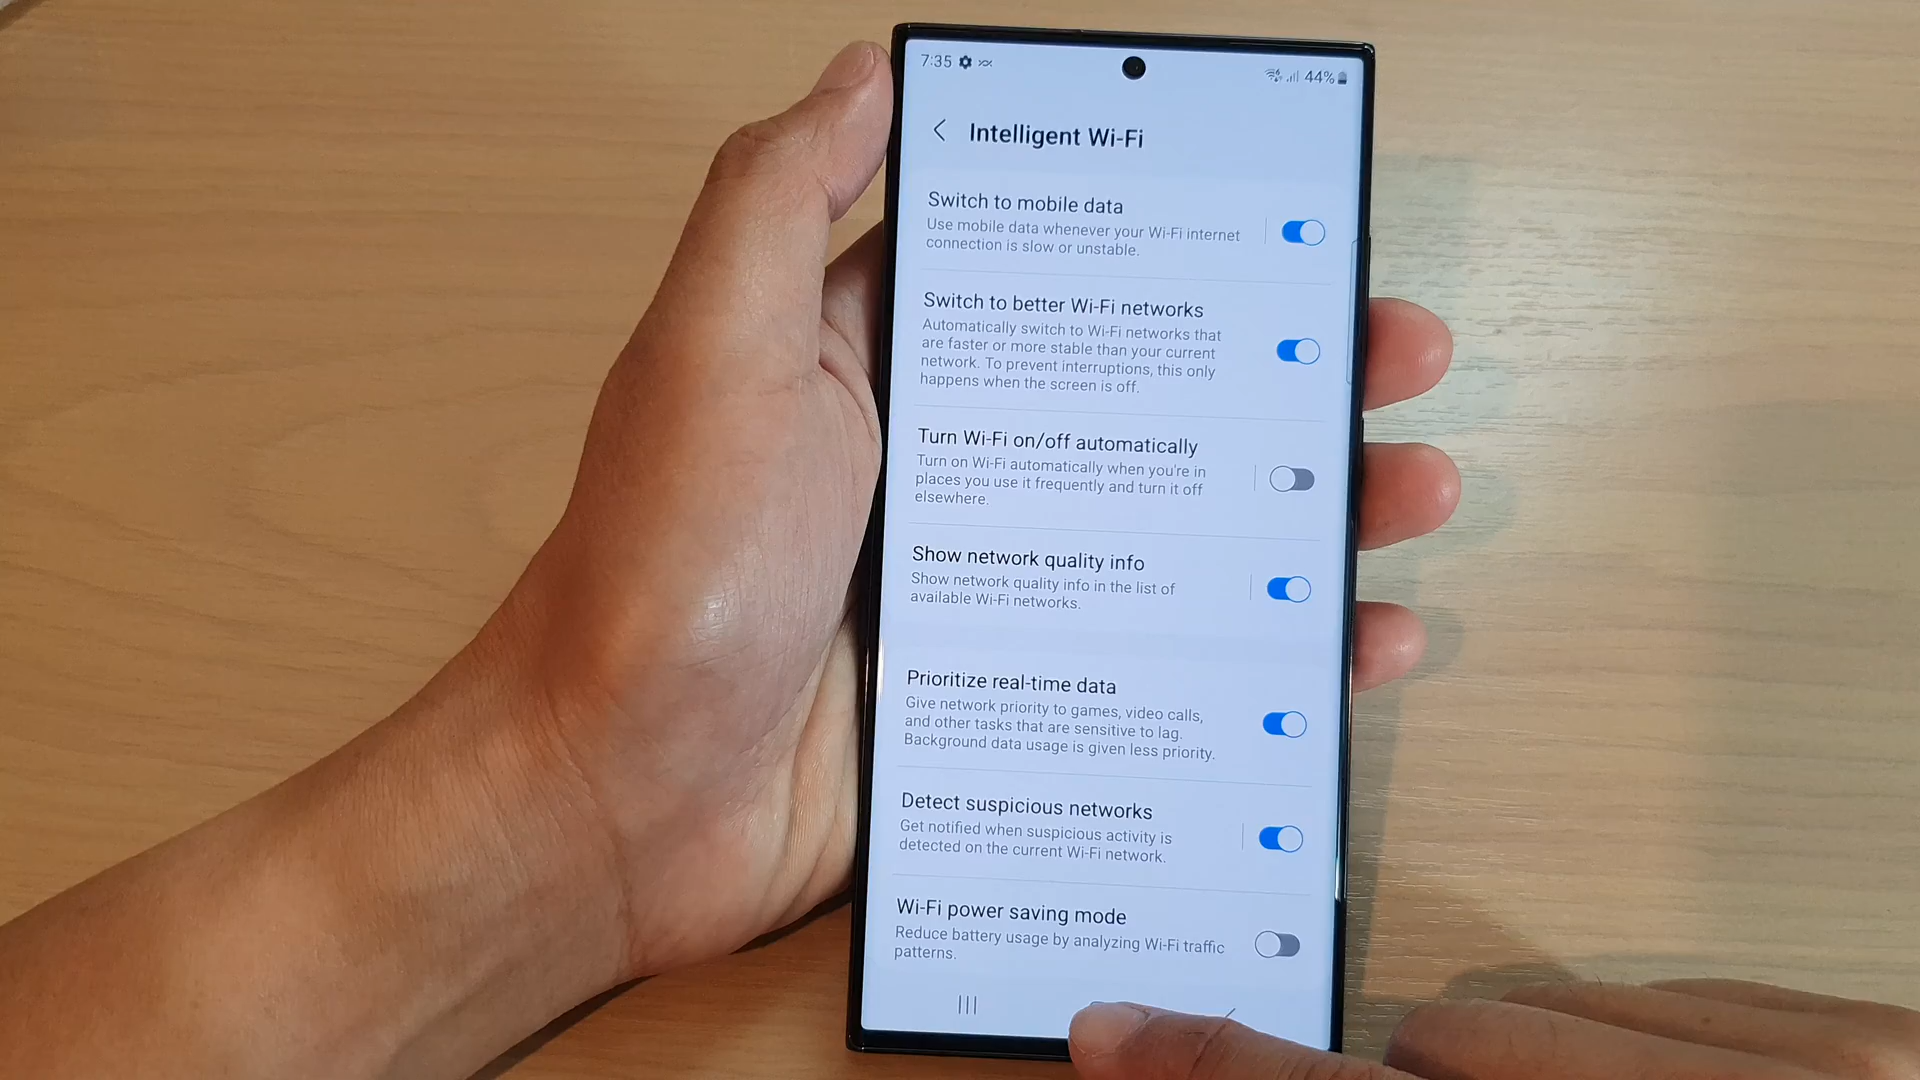 7:35
44%
Intelligent Wi-Fi
Switch to mobile data
Use mobile data whenever your Wi-Fi internet
connection is slow or unstable.
Switch to better Wi-Fi networks
Automatically switch to Wi-Fi networks that
are faster or more stable than your current
network. To prevent interruptions, this only
happens when the screen is off.
Turn Wi-Fi on/off automatically
Turn on Wi-Fi automatically when you're in
places you use it frequently and turn it off
elsewhere.
Show network quality info
Show network quality info in the list of
available Wi-Fi networks.
Prioritize real-time data
Give network priority to games, video calls,
and other tasks that are sensitive to lag.
Background data usage is given less priority.
Detect suspicious networks
Get notified when suspicious activity is
detected on the current Wi-Fi network.
Wi-Fi power saving mode
Reduce battery usage by analyzing Wi-Fi traffic
patterns.